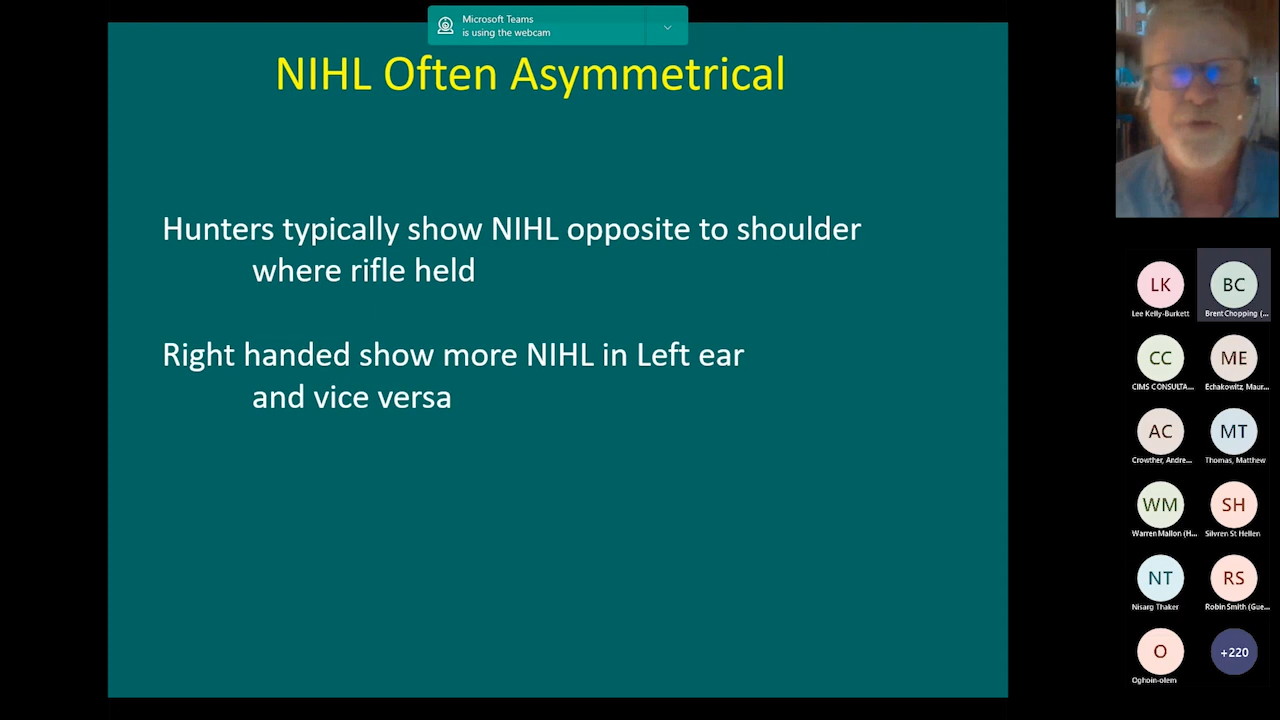 Microsoft Teams
is using the webcam
NIHL Often Asymmetrical
Hunters typically show NIHL opposite to shoulder
where rifle held
Right handed show more NIHL in Left ear
and vice versa
LK
Lee Kelly-Burkett
BC
Brent Chopping (...
CC
CIMS CONSULTA...
ME
Echakowitz, Maur...
AC
Crowther, Andre...
MT
Thomas, Matthew
WM
Warren Mallon (H...
SH
Silvren St Hellen
NT
Nisarg Thaker
RS
Robin Smith (Gue...
O
Oghoin-olem
+220